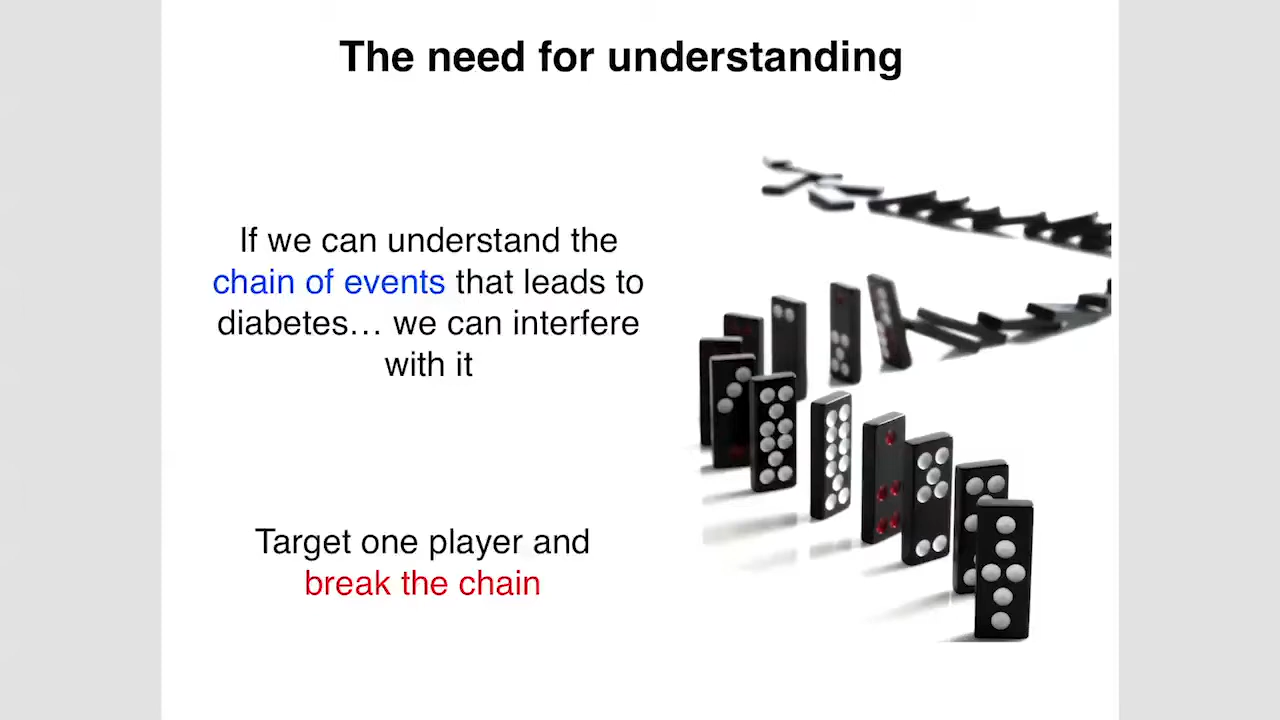 The need for understanding
If we can understand the
chain of events that leads to
diabetes… we can interfere
with it
Target one player and
break the chain